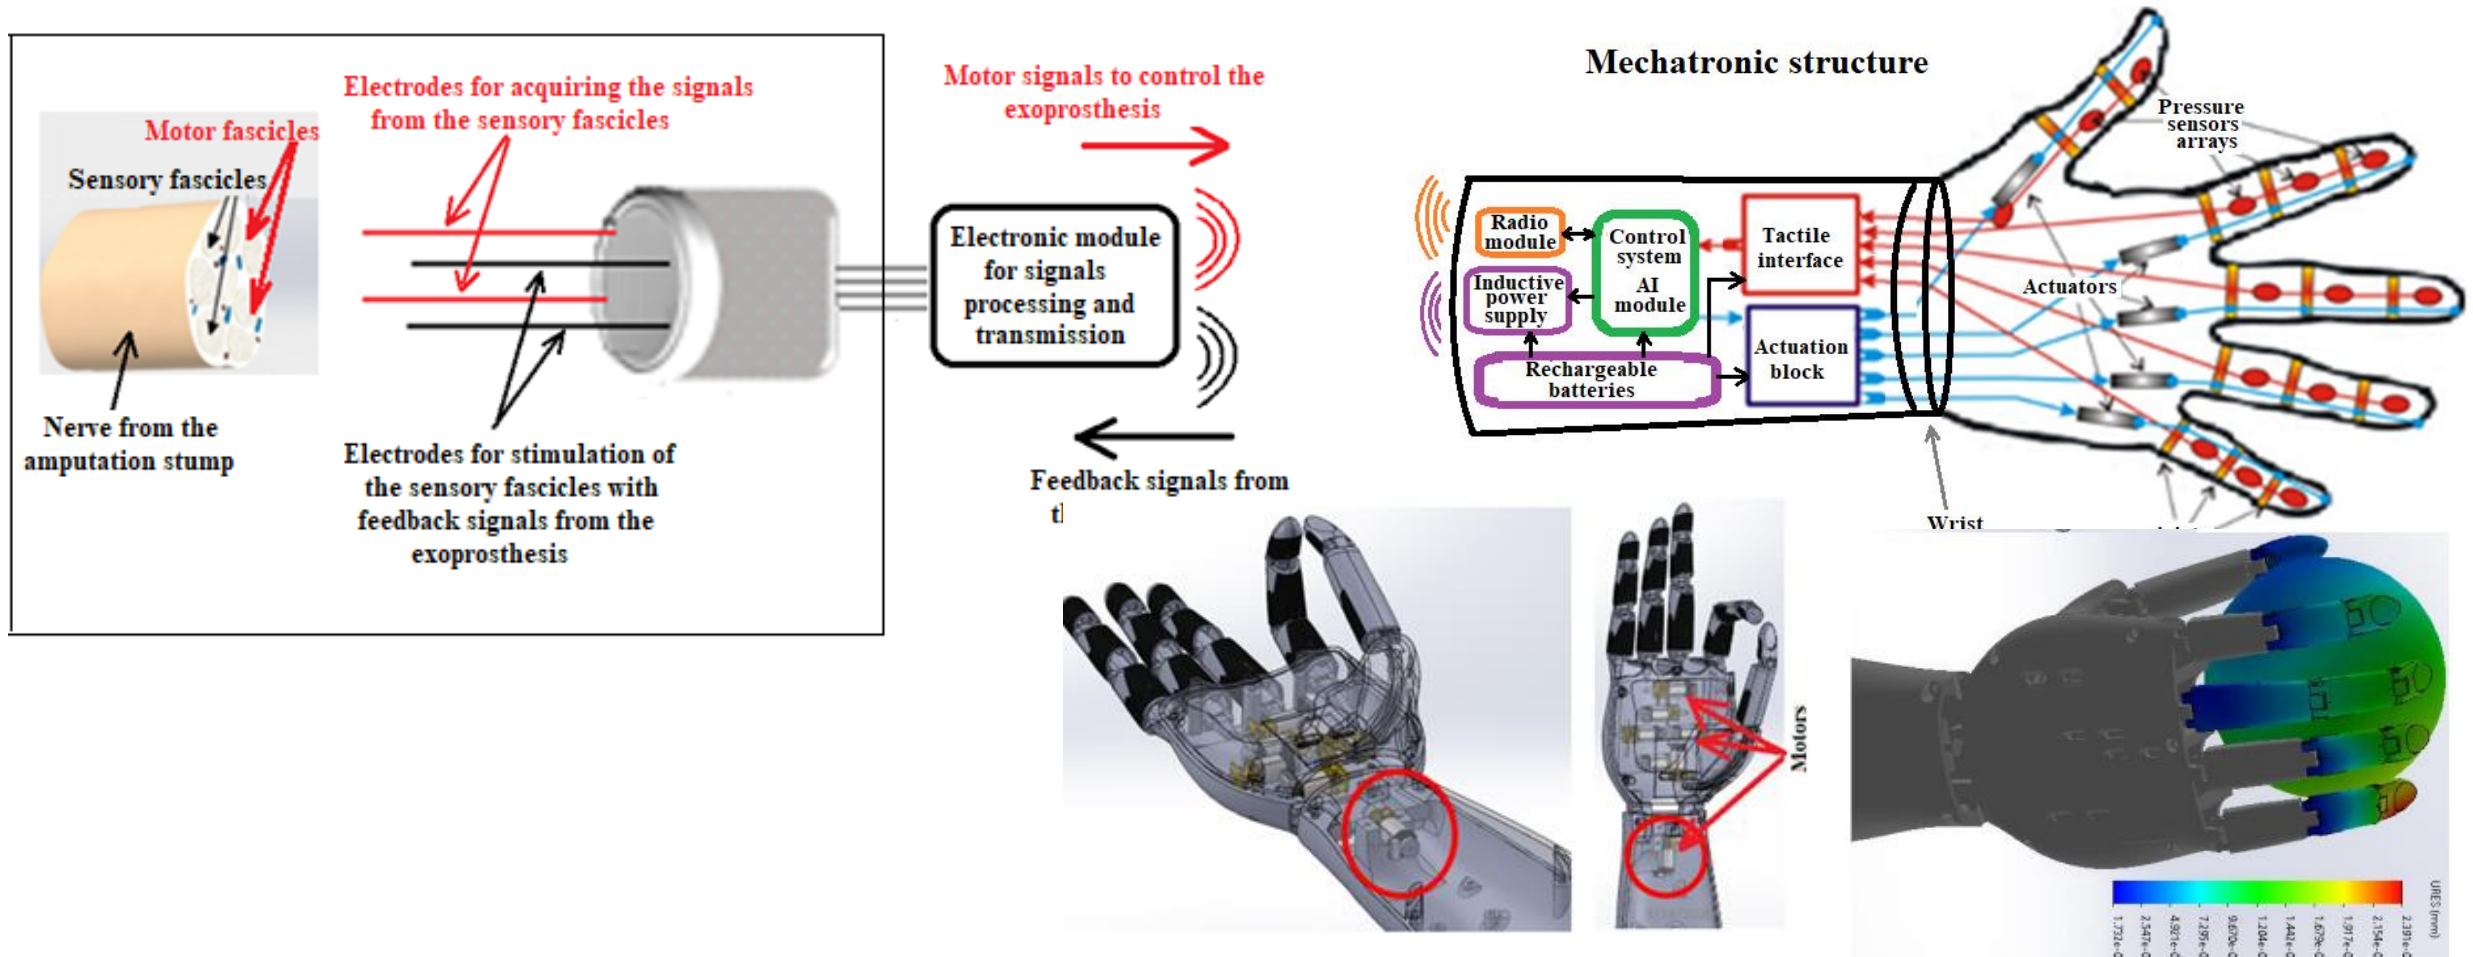 Electrodes for acquiring the signals
from the sensory fascicles
Motor fascicles
Sensory fascicles
Nerve from the
amputation stump
Electrodes for stimulation of
the sensory fascicles with
feedback signals from the
exoprosthesis
Motor signals to control the
exoprosthesis
Electronic module
for signals
processing and
transmission
Feedback signals from
Mechatronic structure
Radio
module
Inductive
power
supply
Control
system
AI
module
Rechargeable
batteries
Tactile
interface
Actuation
block
Pressure
sensors
arrays
Actuators
Wrist
Motors
URES (mm)